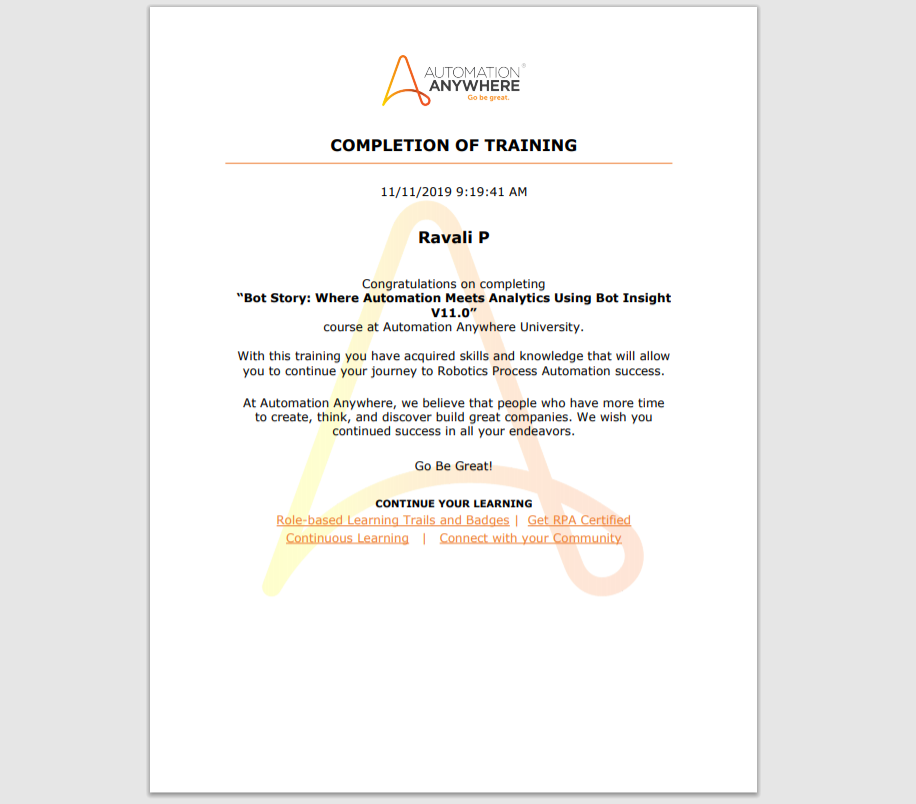 AUTOMATION®
ANYWHERE
Go be great.
COMPLETION OF TRAINING
11/11/2019 9:19:41 AM
Ravali P
Congratulations on completing
“Bot Story: Where Automation Meets Analytics Using Bot Insight
V11.0”
course at Automation Anywhere University.
With this training you have acquired skills and knowledge that will allow
you to continue your journey to Robotics Process Automation success.
At Automation Anywhere, we believe that people who have more time
to create, think, and discover build great companies. We wish you
continued success in all your endeavors.
Go Be Great!
CONTINUE YOUR LEARNING
Role-based Learning Trails and Badges | Get RPA Certified
Continuous Learning | Connect with your Community